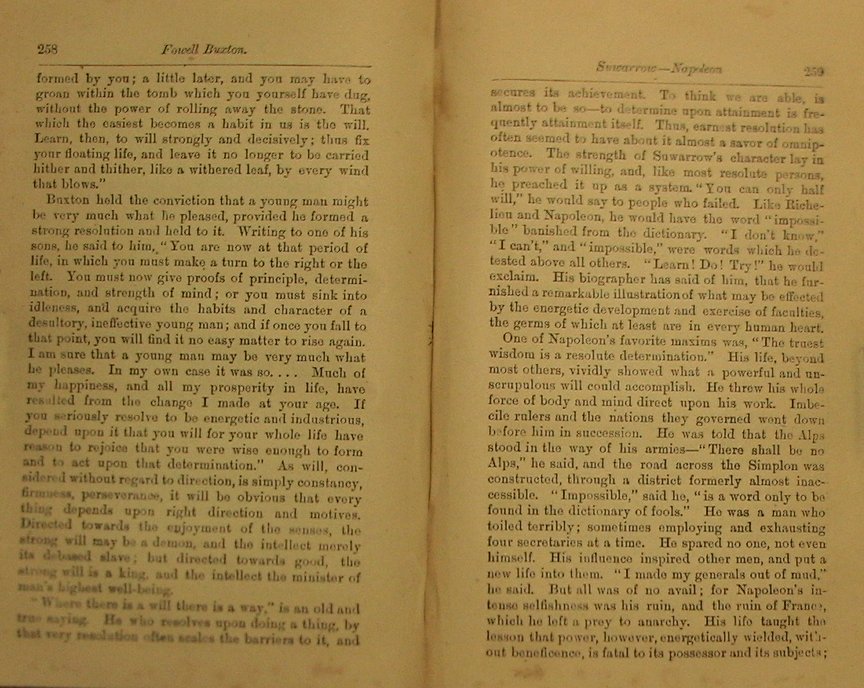 258 Fowell Buxton.
formed by you; a little later, and you may have to
groan within the tomb which you yourself have dug,
without the power of rolling away the stone. That
which the easiest becomes a habit in us is the will.
Learn, then, to will strongly and decisively; thus fix
your floating life, and leave it no longer to be carried
hither and thither, like a withered leaf, by every wind
that blows."
Buxton held the conviction that a young man might
be very much what he pleased, provided he formed a
strong resolution and held to it. Writing to one of his
sons, he said to him, "You are now at that period of
life, in which you must make a turn to the right or the
left. You must now give proofs of principle, determi-
nation, and strength of mind; or you must sink into
idleness, and acquire the habits and character of a
desultory, ineffective young man; and if once you fall to
that point, you will find it no easy matter to rise again.
I am sure that a young man may be very much what
he pleases. In my own case it was so.... Much of
my happiness, and all my prosperity in life, have
resulted from the change I made at your age. If
you seriously resolve to be energetic and industrious,
depend upon it that you will for your whole life have
reason to rejoice that you were wise enough to form
and to act upon that determination." As will, con-
sidered without regard to direction, is simply constancy,
firmness, perseverance, it will be obvious that every
thing depends upon right direction and motives.
Directed towards the enjoyment of the senses, the
strong will may be a demon, and the intellect merely
its debased slave; but directed towards good, the
strong will is a king, and the intellect the minister of
man's highest well-being.
"Where there is a will there is a way," is an old and
true saying. He who resolves upon doing a thing, by
that very resolution often scales the barriers to it, and
Suwarrow—Napoleon 259
secures its achievement. To think we are able, is
almost to be so—to determine upon attainment is fre-
quently attainment itself. Thus, earnest resolution has
often seemed to have about it almost a savor of omnip-
otence. The strength of Suwarrow's character lay in
his power of willing, and, like most resolute persons,
he preached it up as a system. "You can only half
will," he would say to people who failed. Like Riche-
lieu and Napoleon, he would have the word "impossi-
ble" banished from the dictionary. "I don't know,"
"I can't," and "impossible," were words which he de-
tested above all others. "Learn! Do! Try!" he would
exclaim. His biographer has said of him, that he fur-
nished a remarkable illustration of what may be effected
by the energetic development and exercise of faculties,
the germs of which at least are in every human heart.
One of Napoleon's favorite maxims was, "The truest
wisdom is a resolute determination." His life, beyond
most others, vividly showed what a powerful and un-
scrupulous will could accomplish. He threw his whole
force of body and mind direct upon his work. Imbe-
cile rulers and the nations they governed went down
before him in succession. He was told that the Alps
stood in the way of his armies—"There shall be no
Alps," he said, and the road across the Simplon was
constructed, through a district formerly almost inac-
cessible. "Impossible," said he, "is a word only to be
found in the dictionary of fools." He was a man who
toiled terribly; sometimes employing and exhausting
four secretaries at a time. He spared no one, not even
himself. His influence inspired other men, and put a
new life into them. "I made my generals out of mud,"
he said. But all was of no avail; for Napoleon's in-
tense selfishness was his ruin, and the ruin of France,
which he left a prey to anarchy. His life taught the
lesson that power, however, energetically wielded, with-
out beneficence, is fatal to its possessor and its subjects;